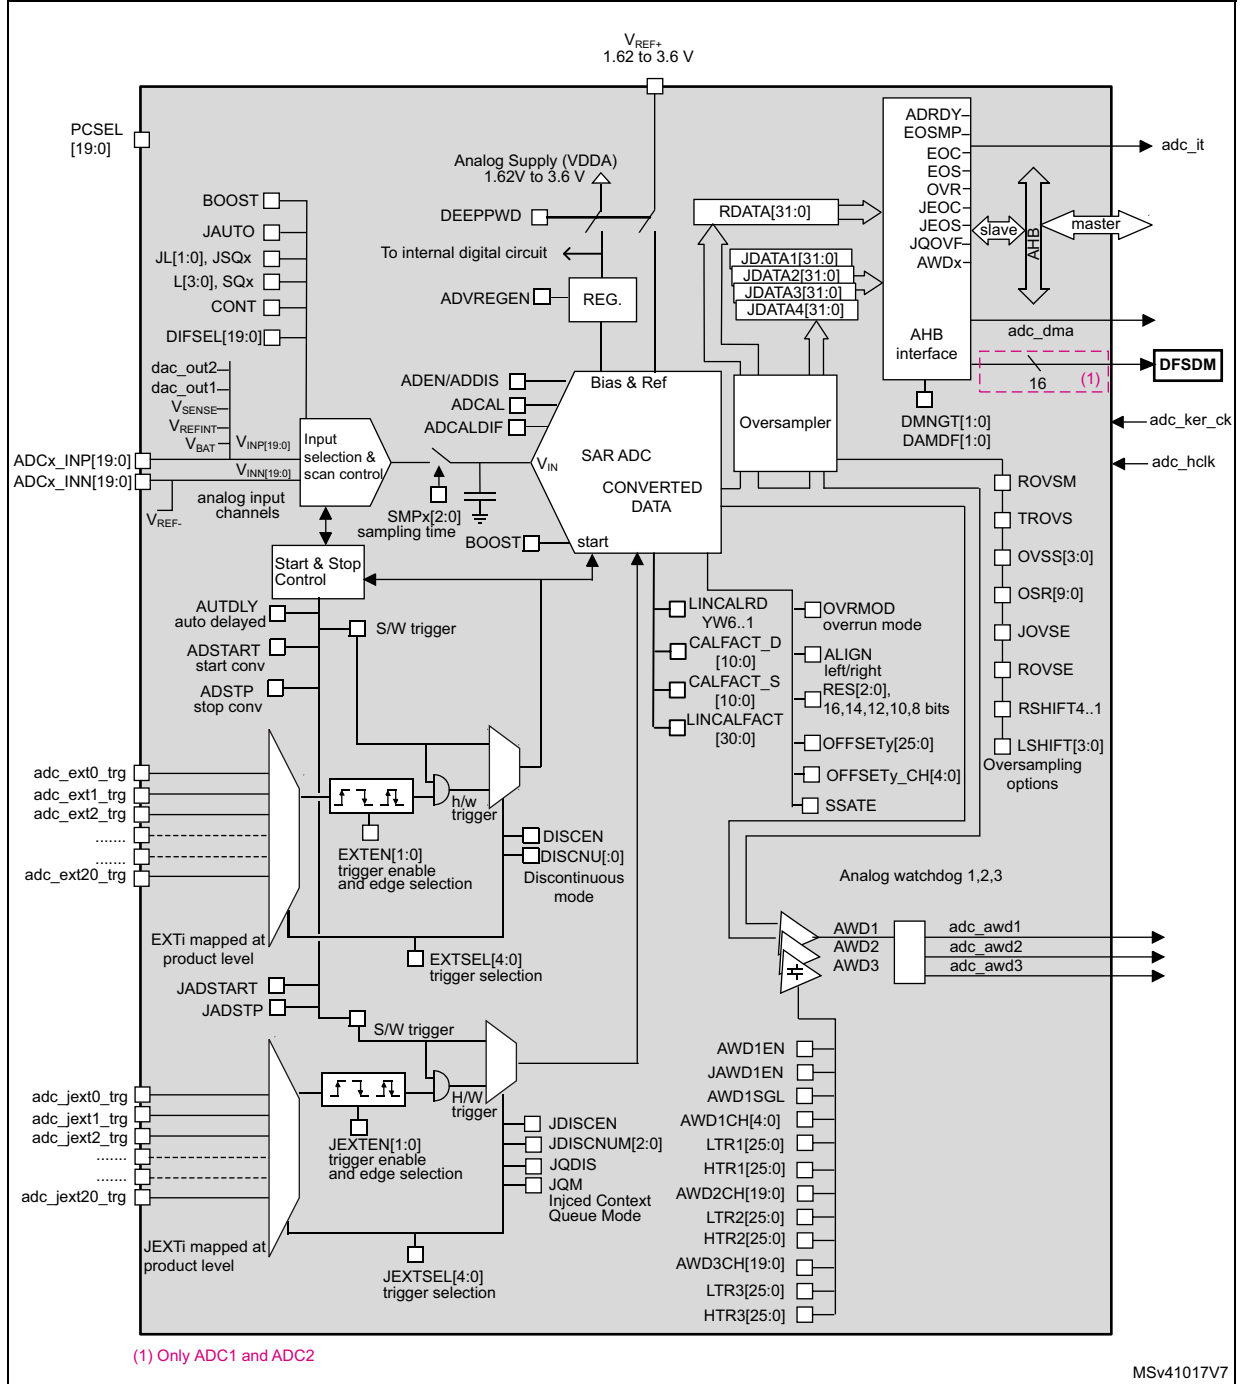 VREF+
1.62 to 3.6 V
PCSEL
[19:0]
BOOST
JAUTO
JL[1:0], JSQx
L[3:0], SQx
CONT
DIFSEL[19:0]
dac_out2
dac_out1
VSENSE
VREFINT
VBAT
VINP[19:0]
VINN[19:0]
ADCx_INP[19:0]
ADCx_INN[19:0]
VREF-
analog input
channels
Input
selection &
scan control
Analog Supply (VDDA)
1.62V to 3.6 V
DEEPPWD
To internal digital circuit
ADVREGEN
REG.
ADEN/ADDIS
ADCAL
ADCALDIF
Bias & Ref
VIN
SAR ADC
CONVERTED
DATA
start
SMPx[2:0]
sampling time
BOOST
RDATA[31:0]
JDATA1[31:0]
JDATA2[31:0]
JDATA3[31:0]
JDATA4[31:0]
Oversampler
ADRDY
EOSMP
EOC
EOS
OVR
JEOC
JEOS
JQOVF
AWDx
slave
AHB
master
AHB
interface
adc_it
adc_dma
16
(1)
DFSDM
DMNGT[1:0]
DAMDF[1:0]
adc_ker_ck
adc_hclk
ROVSM
TROVS
OVSS[3:0]
OSR[9:0]
JOVSE
ROVSE
RSHIFT4..1
LSHIFT[3:0]
Oversampling
options
Start & Stop
Control
AUTDLY
auto delayed
ADSTART
start conv
ADSTP
stop conv
S/W trigger
LINCALRD
YW6..1
CALFACT_D
[10:0]
CALFACT_S
[10:0]
LINCALFACT
[30:0]
OVRMOD
overrun mode
ALIGN
left/right
RES[2:0],
16,14,12,10,8 bits
OFFSETy[25:0]
OFFSETy_CH[4:0]
SSATE
adc_ext0_trg
adc_ext1_trg
adc_ext2_trg
.......
.......
adc_ext20_trg
h/w
trigger
EXTEN[1:0]
trigger enable
and edge selection
DISCEN
DISCNU[:0]
Discontinuous
mode
EXTi mapped at
product level
EXTSEL[4:0]
trigger selection
Analog watchdog 1,2,3
AWD1
AWD2
AWD3
adc_awd1
adc_awd2
adc_awd3
JADSTART
JADSTP
S/W trigger
adc_jext0_trg
adc_jext1_trg
adc_jext2_trg
.......
.......
adc_jext20_trg
H/W
trigger
JEXTEN[1:0]
trigger enable
and edge selection
JDISCEN
JDISCNUM[2:0]
JQDIS
JQM
Injced Context
Queue Mode
JEXTi mapped at
product level
JEXTSEL[4:0]
trigger selection
AWD1EN
JAWD1EN
AWD1SGL
AWD1CH[4:0]
LTR1[25:0]
HTR1[25:0]
AWD2CH[19:0]
LTR2[25:0]
HTR2[25:0]
AWD3CH[19:0]
LTR3[25:0]
HTR3[25:0]
(1) Only ADC1 and ADC2
MSv41017V7